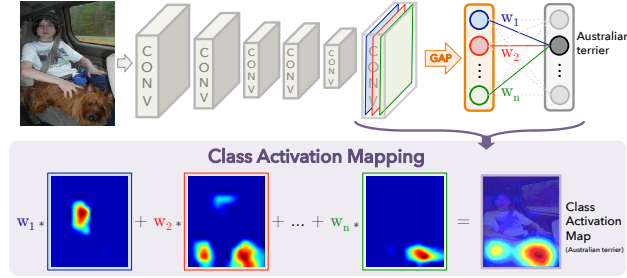 CONV
CONV
CONV
CONV
CONV
CONV
GAP
w1
w2
wn
Australian
terrier
Class Activation Mapping
w1 * + w2 * + ... + wn * =
Class
Activation
Map
(Australian terrier)